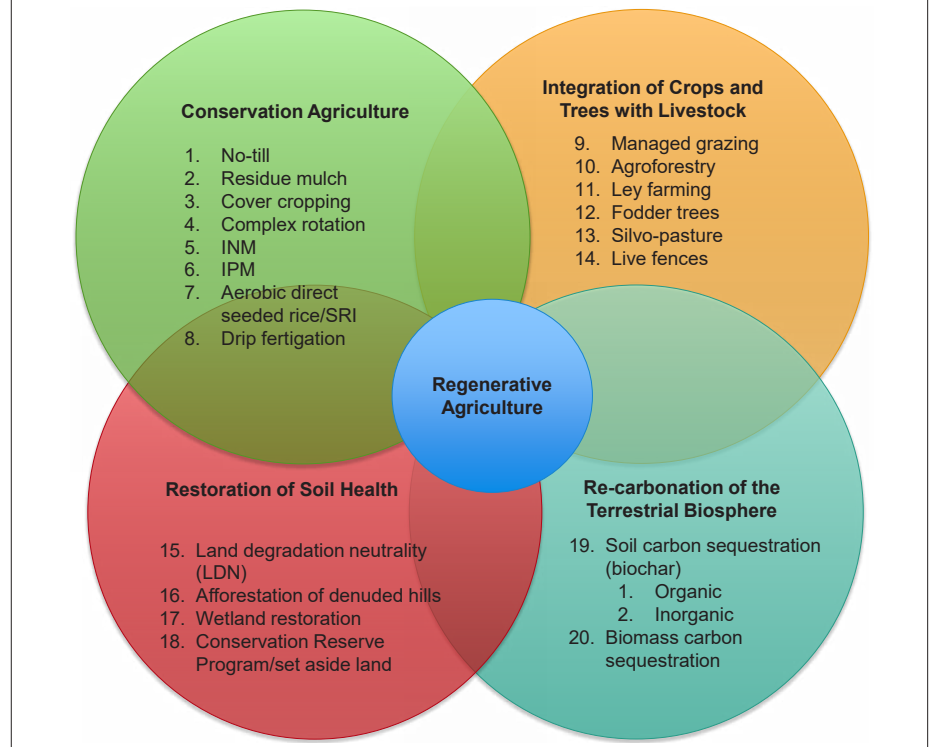 Conservation Agriculture
1. No-till
2. Residue mulch
3. Cover cropping
4. Complex rotation
5. INM
6. IPM
7. Aerobic direct
seeded rice/SRI
8. Drip fertigation
Integration of Crops and
Trees with Livestock
9. Managed grazing
10. Agroforestry
11. Ley farming
12. Fodder trees
13. Silvo-pasture
14. Live fences
Regenerative
Agriculture
Restoration of Soil Health
15. Land degradation neutrality
(LDN)
16. Afforestation of denuded hills
17. Wetland restoration
18. Conservation Reserve
Program/set aside land
Re-carbonation of the
Terrestrial Biosphere
19. Soil carbon sequestration
(biochar)
1. Organic
2. Inorganic
20. Biomass carbon
sequestration